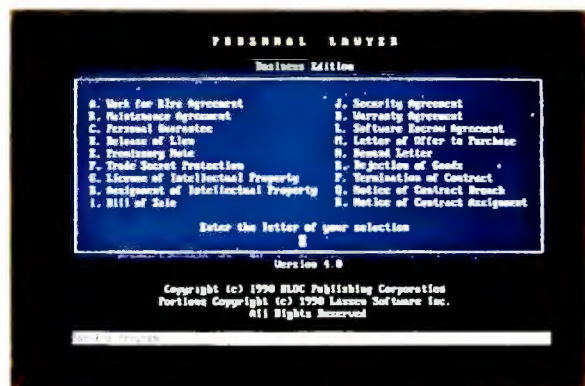 PERSONAL LAWYER
Business Edition
A. Work for Hire Agreement
B. Maintenance Agreement
C. Personal Guarantee
D. Release of Lien
E. Promissory Note
F. Trade Secret Protection
G. License of Intellectual Property
H. Assignment of Intellectual Property
I. Bill of Sale
J. Security Agreement
K. Warranty Agreement
L. Software Escrow Agreement
M. Letter of Offer to Purchase
N. Demand Letter
O. Rejection of Goods
P. Termination of Contract
Q. Notice of Contract Breach
R. Notice of Contract Assignment
Enter the letter of your selection
Version 4.0
Copyright (c) 1990 BLOC Publishing Corporation
Portions Copyright (c) 1990 Lassen Software Inc.
All Rights Reserved
Program